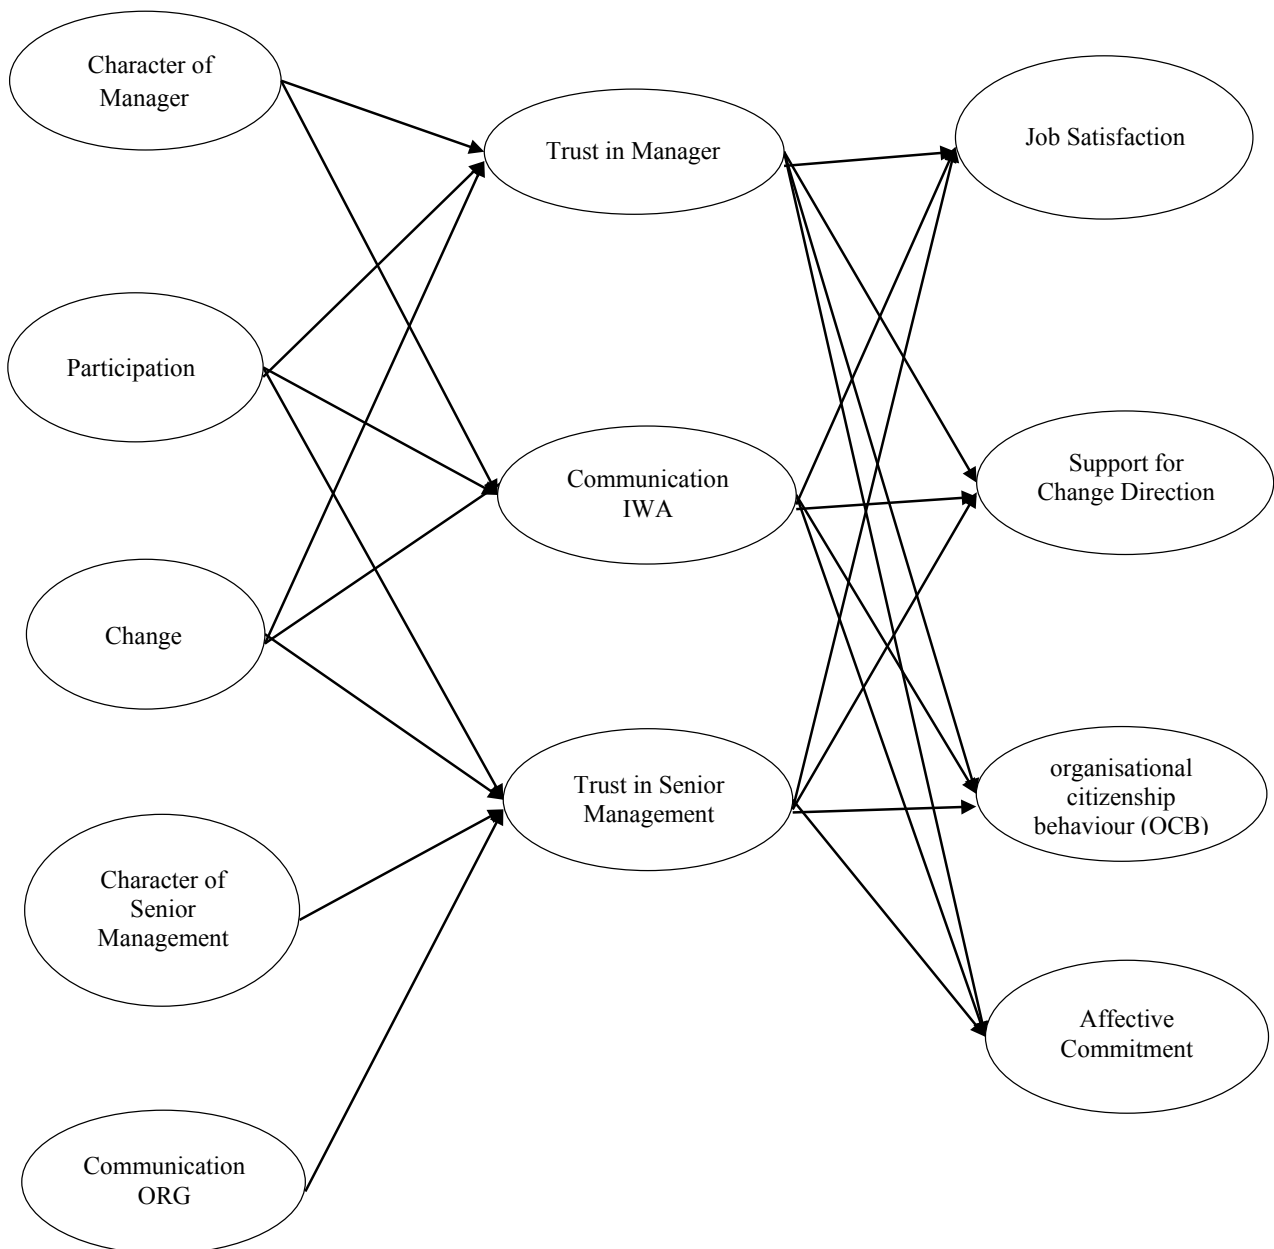 Character of
Manager
Participation
Change
Character of
Senior
Management
Communication
ORG
Trust in Manager
Communication
IWA
Trust in Senior
Management
Job Satisfaction
Support for
Change Direction
organisational
citizenship
behaviour (OCB)
Affective
Commitment